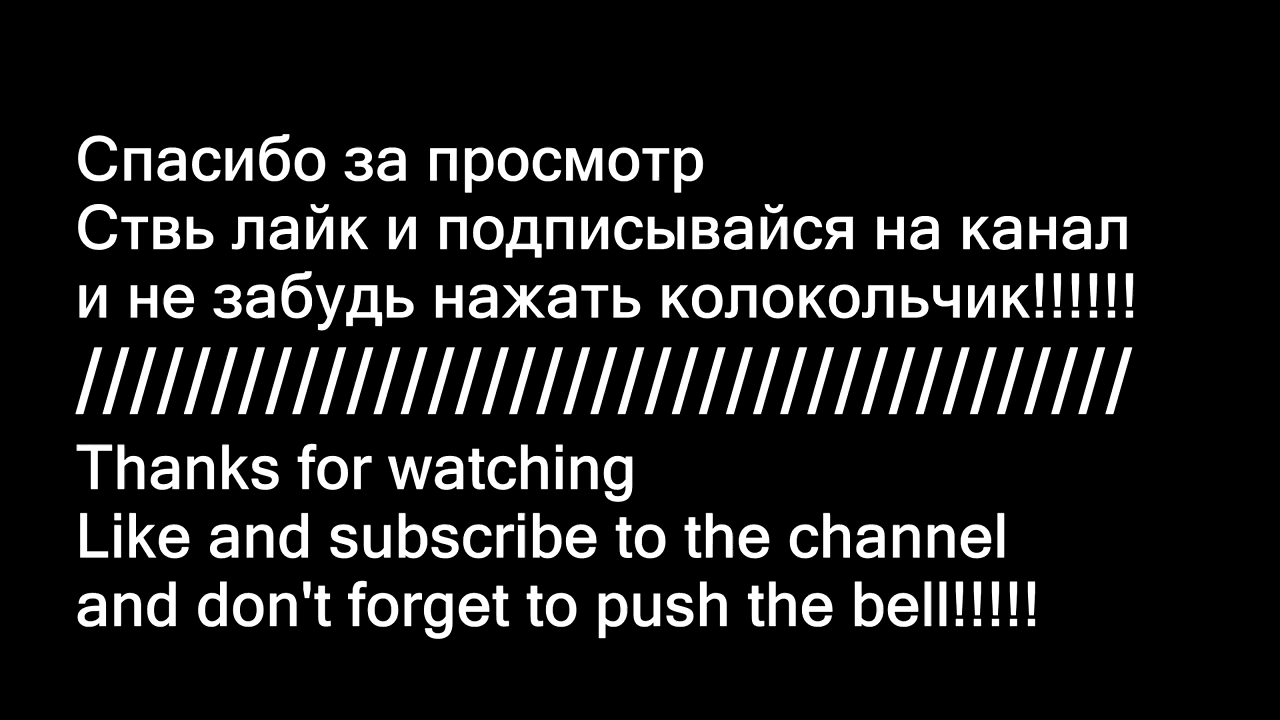 Спасибо за просмотр
Ствь лайк и подписывайся на канал
и не забудь нажать колокольчик!!!!!!
///////////////////////////////////////
Thanks for watching
Like and subscribe to the channel
and don't forget to push the bell!!!!!